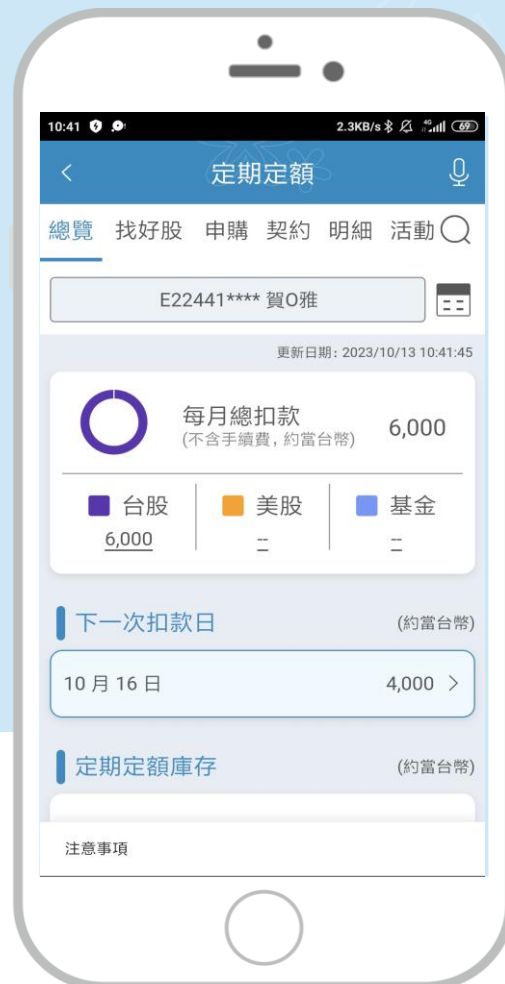 10:41 2.3KB/s 4G 69
定期定額
總覽 找好股 申購 契約 明細 活動
E22441**** 賀O雅
更新日期: 2023/10/13 10:41:45
每月總扣款 6,000
(不含手續費, 約當台幣)
台股 美股 基金
6,000 -- --
下一次扣款日 (約當台幣)
10 月 16 日 4,000 >
定期定額庫存 (約當台幣)
注意事項